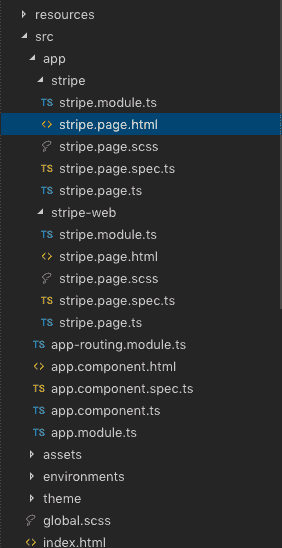 resources
src
app
stripe
TS stripe.module.ts
<> stripe.page.html
stripe.page.scss
TS stripe.page.spec.ts
TS stripe.page.ts
stripe-web
TS stripe.module.ts
<> stripe.page.html
stripe.page.scss
TS stripe.page.spec.ts
TS stripe.page.ts
TS app-routing.module.ts
<> app.component.html
TS app.component.spec.ts
TS app.component.ts
TS app.module.ts
assets
environments
theme
global.scss
<> index.html